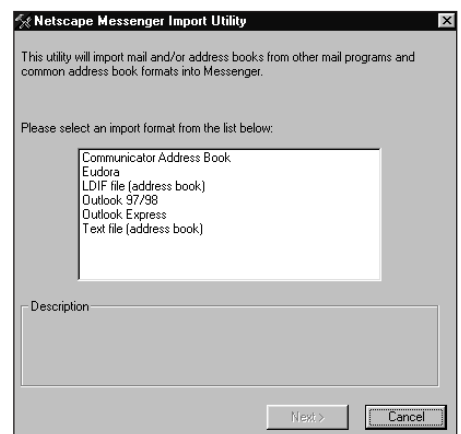 Netscape Messenger Import Utility
This utility will import mail and/or address books from other mail programs and
common address book formats into Messenger.
Please select an import format from the list below:
Communicator Address Book
Eudora
LDIF file (address book)
Outlook 97/98
Outlook Express
Text file (address book)
Description
Next >
Cancel